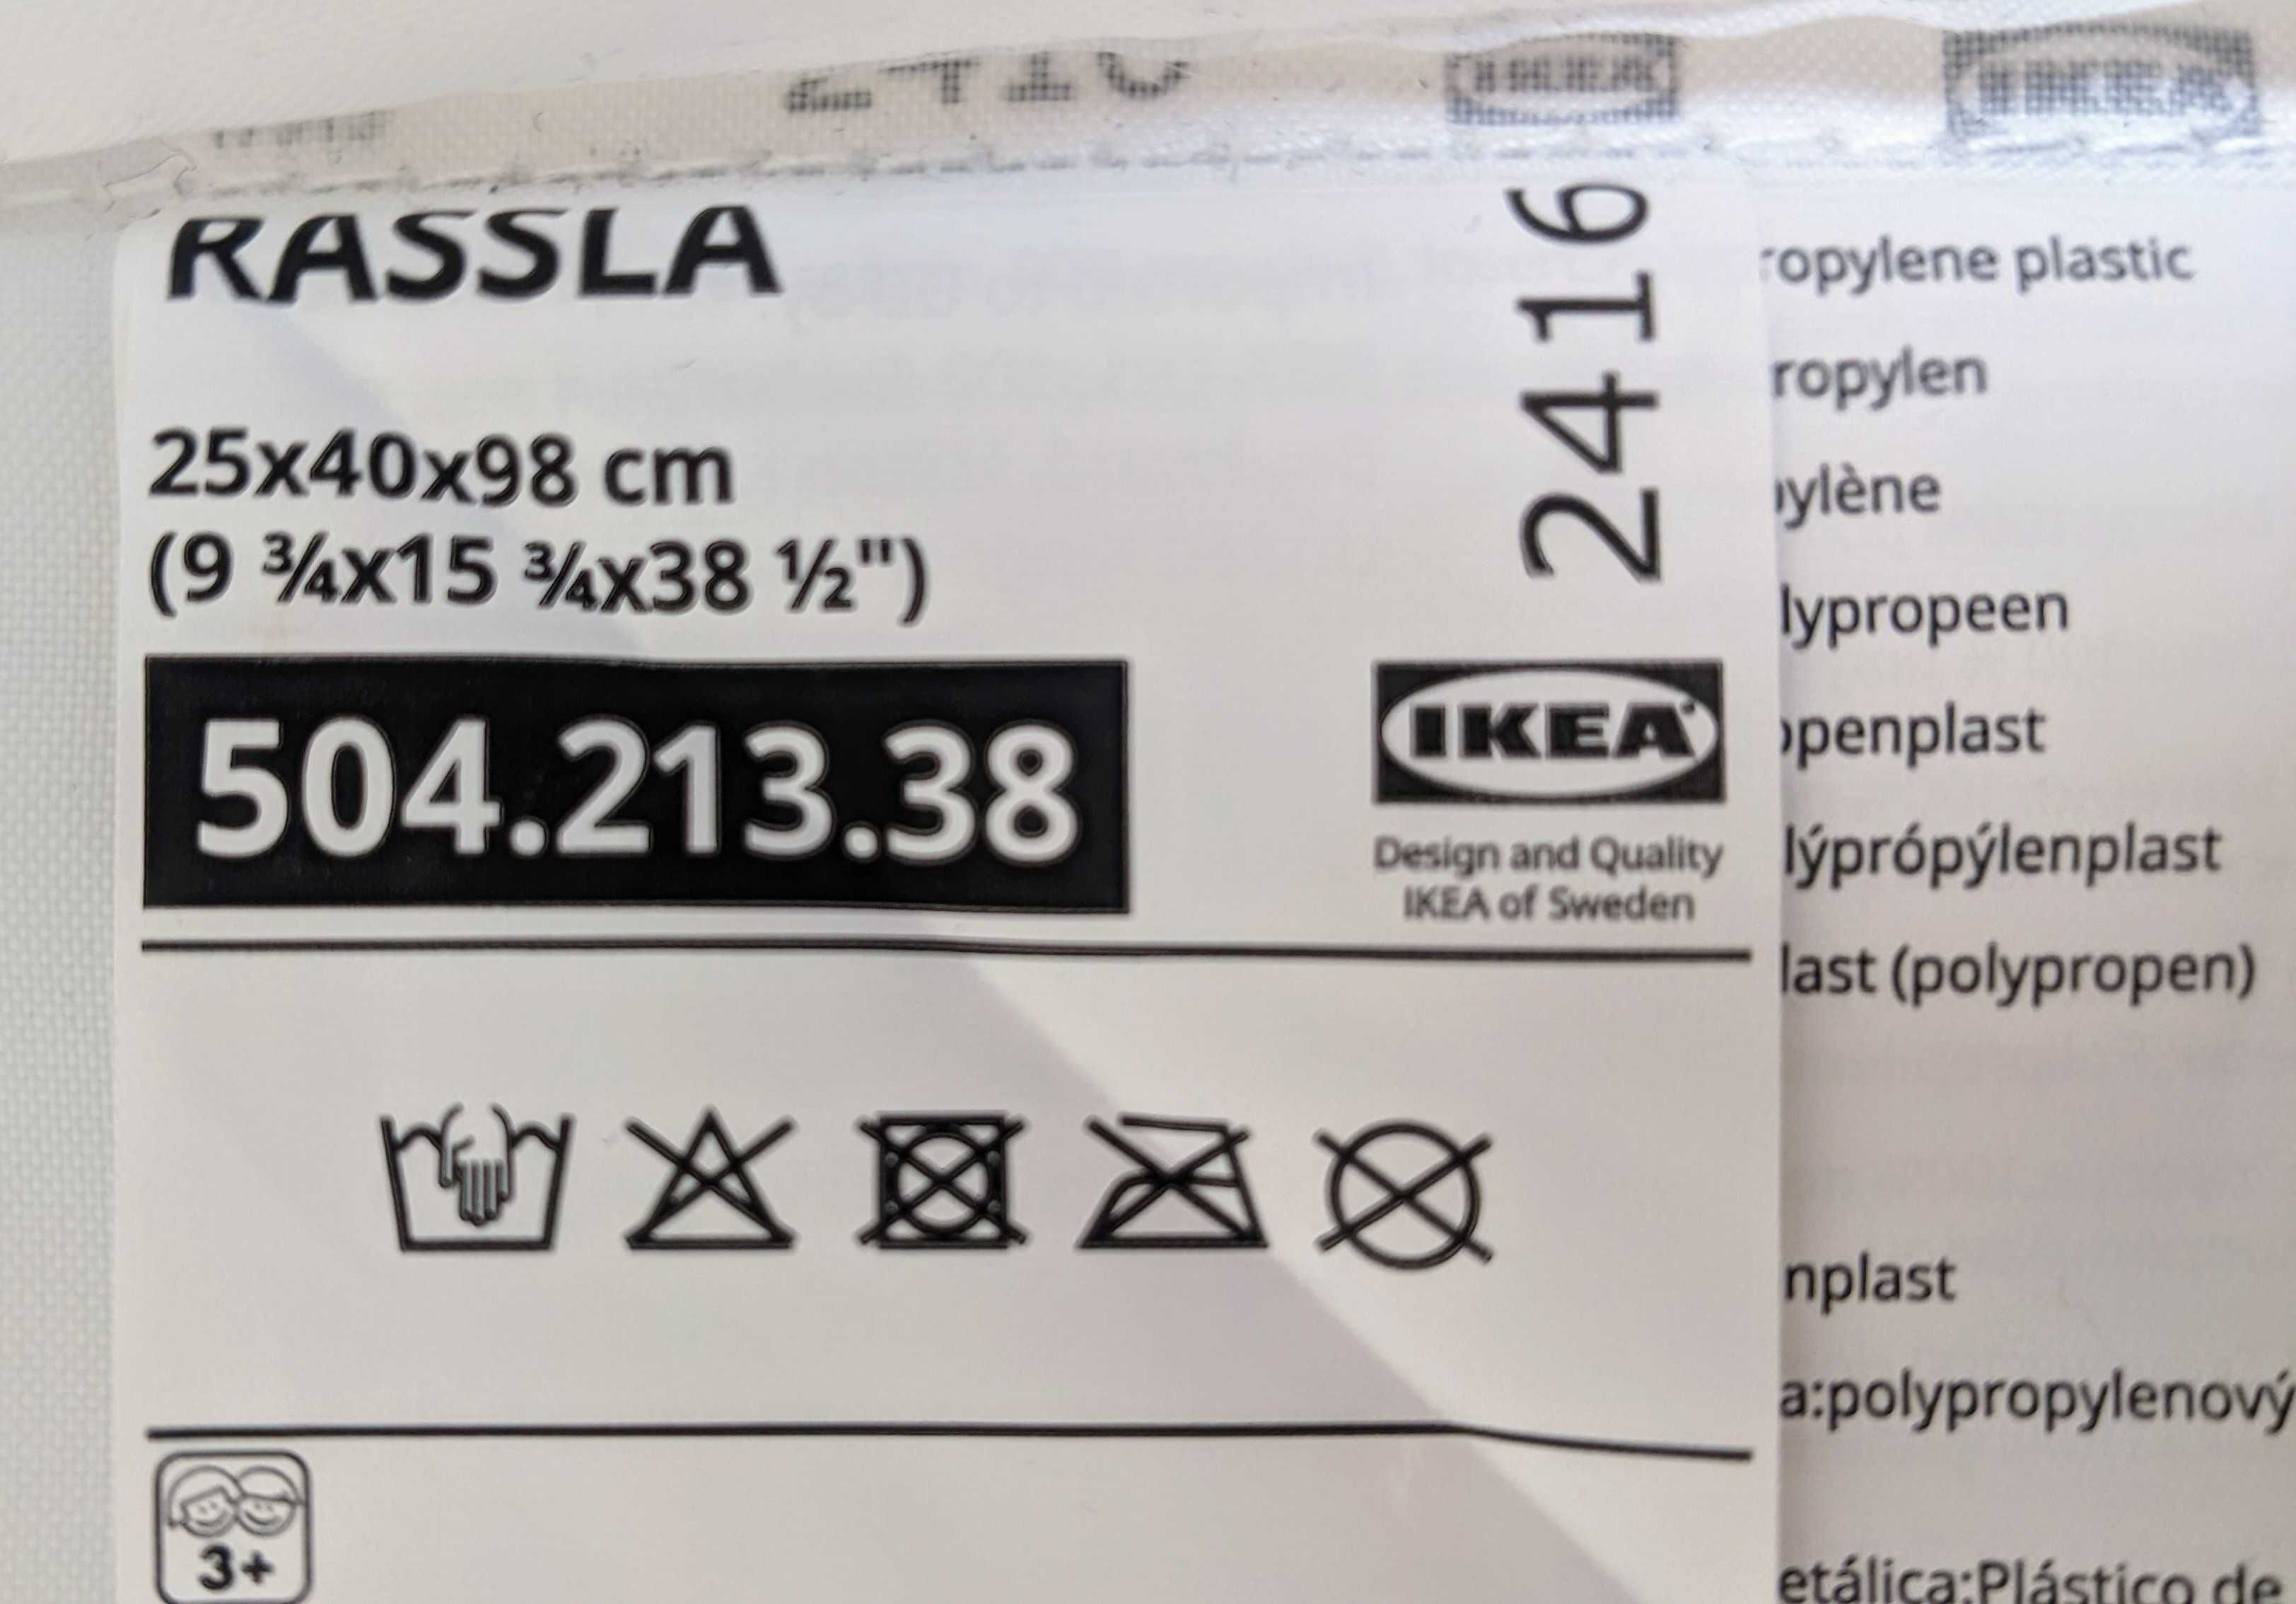 RASSLA
2416
25x40x98 cm
(9 ¾x15 ¾x38 ½")
504.213.38
IKEA
Design and Quality
IKEA of Sweden
3+
IKEA
IKEA
ropylene plastic
ropylen
ylène
lypropeen
openplast
lýprópýlenplast
last (polypropen)
nplast
a:polypropylenový
etálica:Plástico de